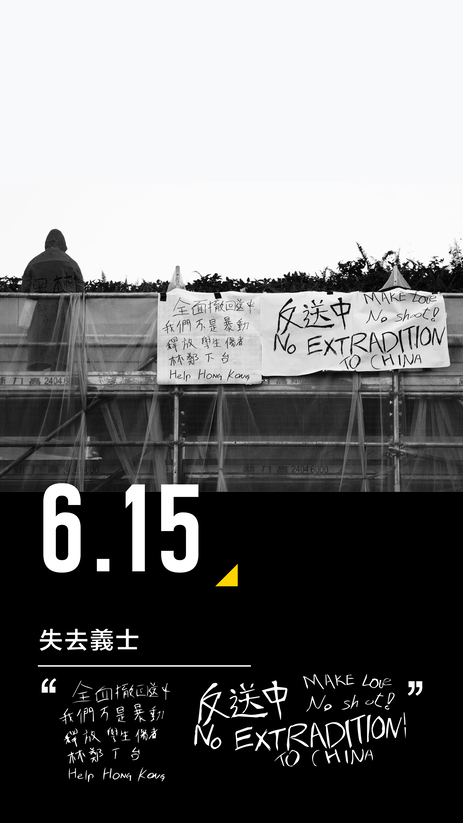 全面撤回送中
我們不是暴動
釋放學生傷者
林鄭下台
Help Hong Kong
反送中
MAKE LOVE
No shoot!
No EXTRADITION
TO CHINA
6.15
失去義士
“
全面撤回送中
我們不是暴動
釋放學生傷者
林鄭下台
Help Hong Kong
反送中
MAKE LOVE
No shoot!
No EXTRADITION!
TO CHINA
”